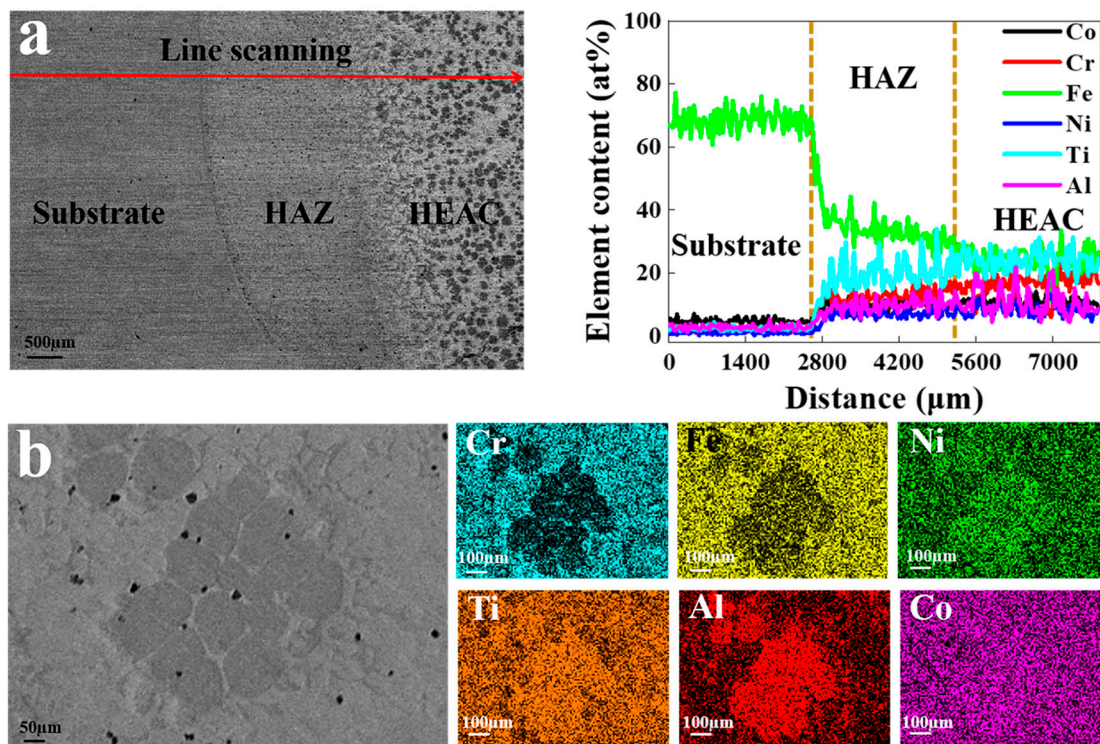 a
Line scanning
Substrate
HAZ
HEAC
500μm
Element content (at%)
100
80
60
40
20
0
HAZ
Co
Cr
Fe
Ni
Ti
Al
Substrate
HEAC
0
1400
2800
4200
5600
7000
Distance (μm)
b
50μm
Cr
100μm
Fe
100μm
Ni
100μm
Ti
100μm
Al
100μm
Co
100μm